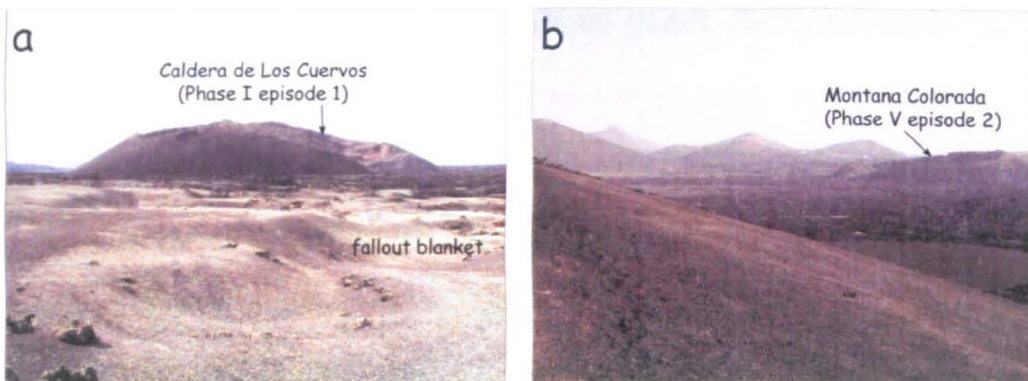 a
Caldera de Los Cuervos
(Phase I episode 1)
fallout blanket
b
Montana Colorada
(Phase V episode 2)